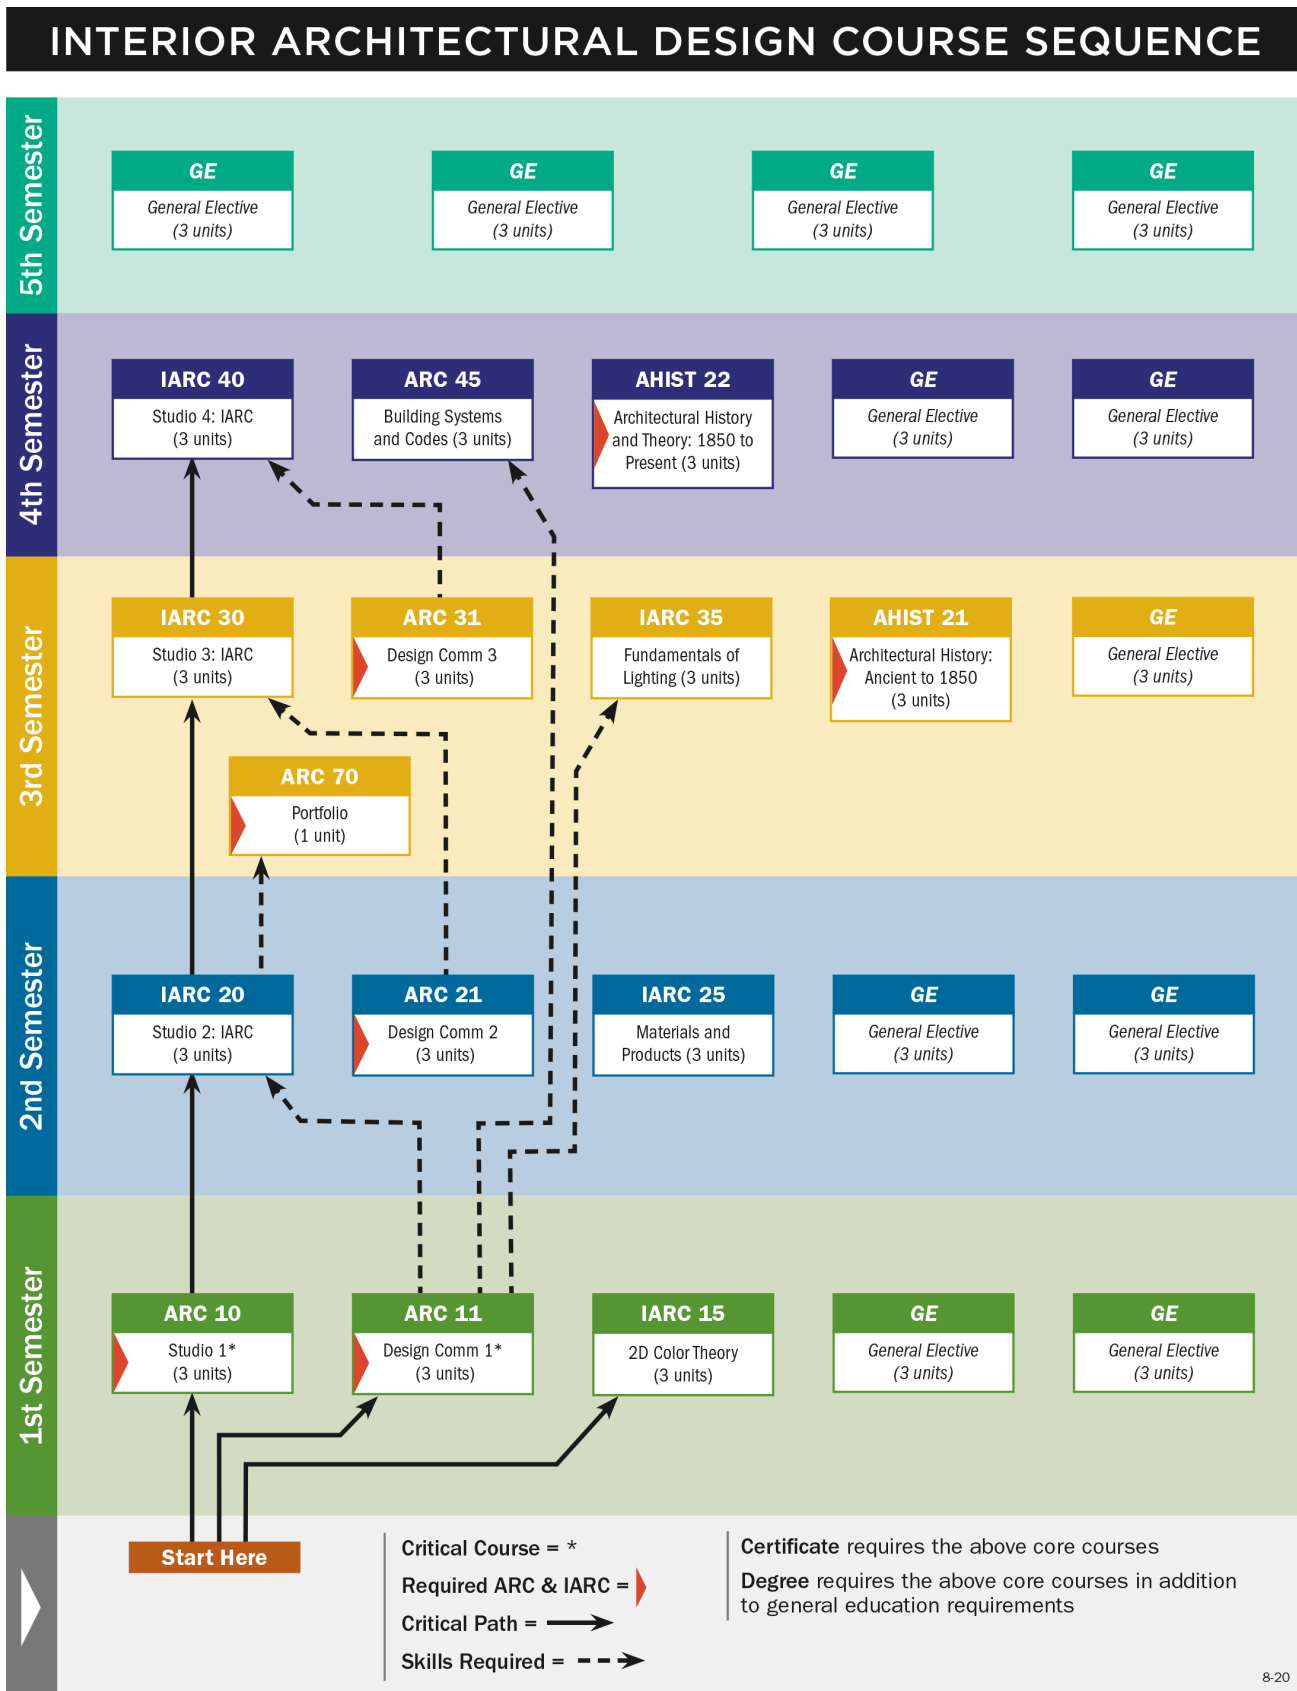 INTERIOR ARCHITECTURAL DESIGN COURSE SEQUENCE
5th Semester
GE
General Elective
(3 units)
GE
General Elective
(3 units)
GE
General Elective
(3 units)
GE
General Elective
(3 units)
4th Semester
IARC 40
Studio 4: IARC
(3 units)
ARC 45
Building Systems
and Codes (3 units)
AHIST 22
Architectural History
and Theory: 1850 to
Present (3 units)
GE
General Elective
(3 units)
GE
General Elective
(3 units)
3rd Semester
IARC 30
Studio 3: IARC
(3 units)
ARC 31
Design Comm 3
(3 units)
IARC 35
Fundamentals of
Lighting (3 units)
AHIST 21
Architectural History:
Ancient to 1850
(3 units)
GE
General Elective
(3 units)
ARC 70
Portfolio
(1 unit)
2nd Semester
IARC 20
Studio 2: IARC
(3 units)
ARC 21
Design Comm 2
(3 units)
IARC 25
Materials and
Products (3 units)
GE
General Elective
(3 units)
GE
General Elective
(3 units)
1st Semester
ARC 10
Studio 1*
(3 units)
ARC 11
Design Comm 1*
(3 units)
IARC 15
2D Color Theory
(3 units)
GE
General Elective
(3 units)
GE
General Elective
(3 units)
Start Here
Critical Course = *
Required ARC & IARC =
Critical Path =
Skills Required =
Certificate requires the above core courses
Degree requires the above core courses in addition
to general education requirements
8-20